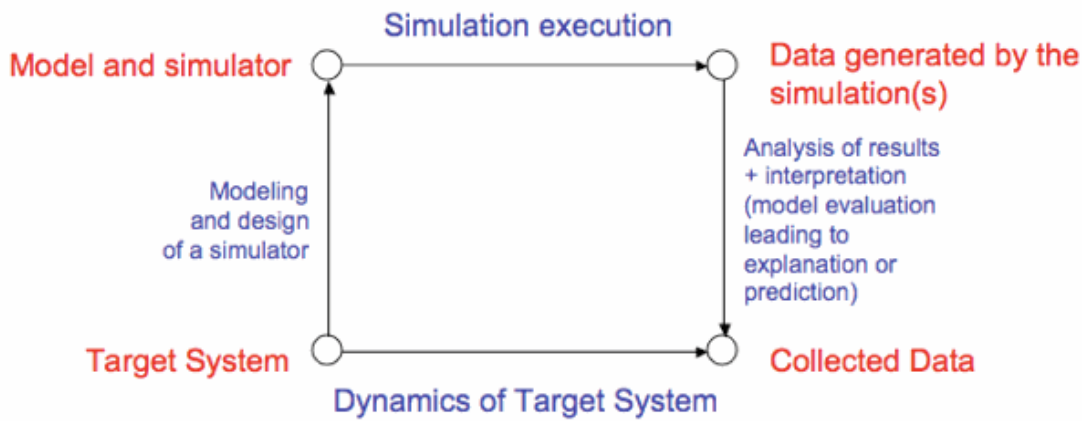 Simulation execution
Model and simulator
Data generated by the
simulation(s)
Modeling
and design
of a simulator
Analysis of results
+ interpretation
(model evaluation
leading to
explanation or
prediction)
Target System
Collected Data
Dynamics of Target System